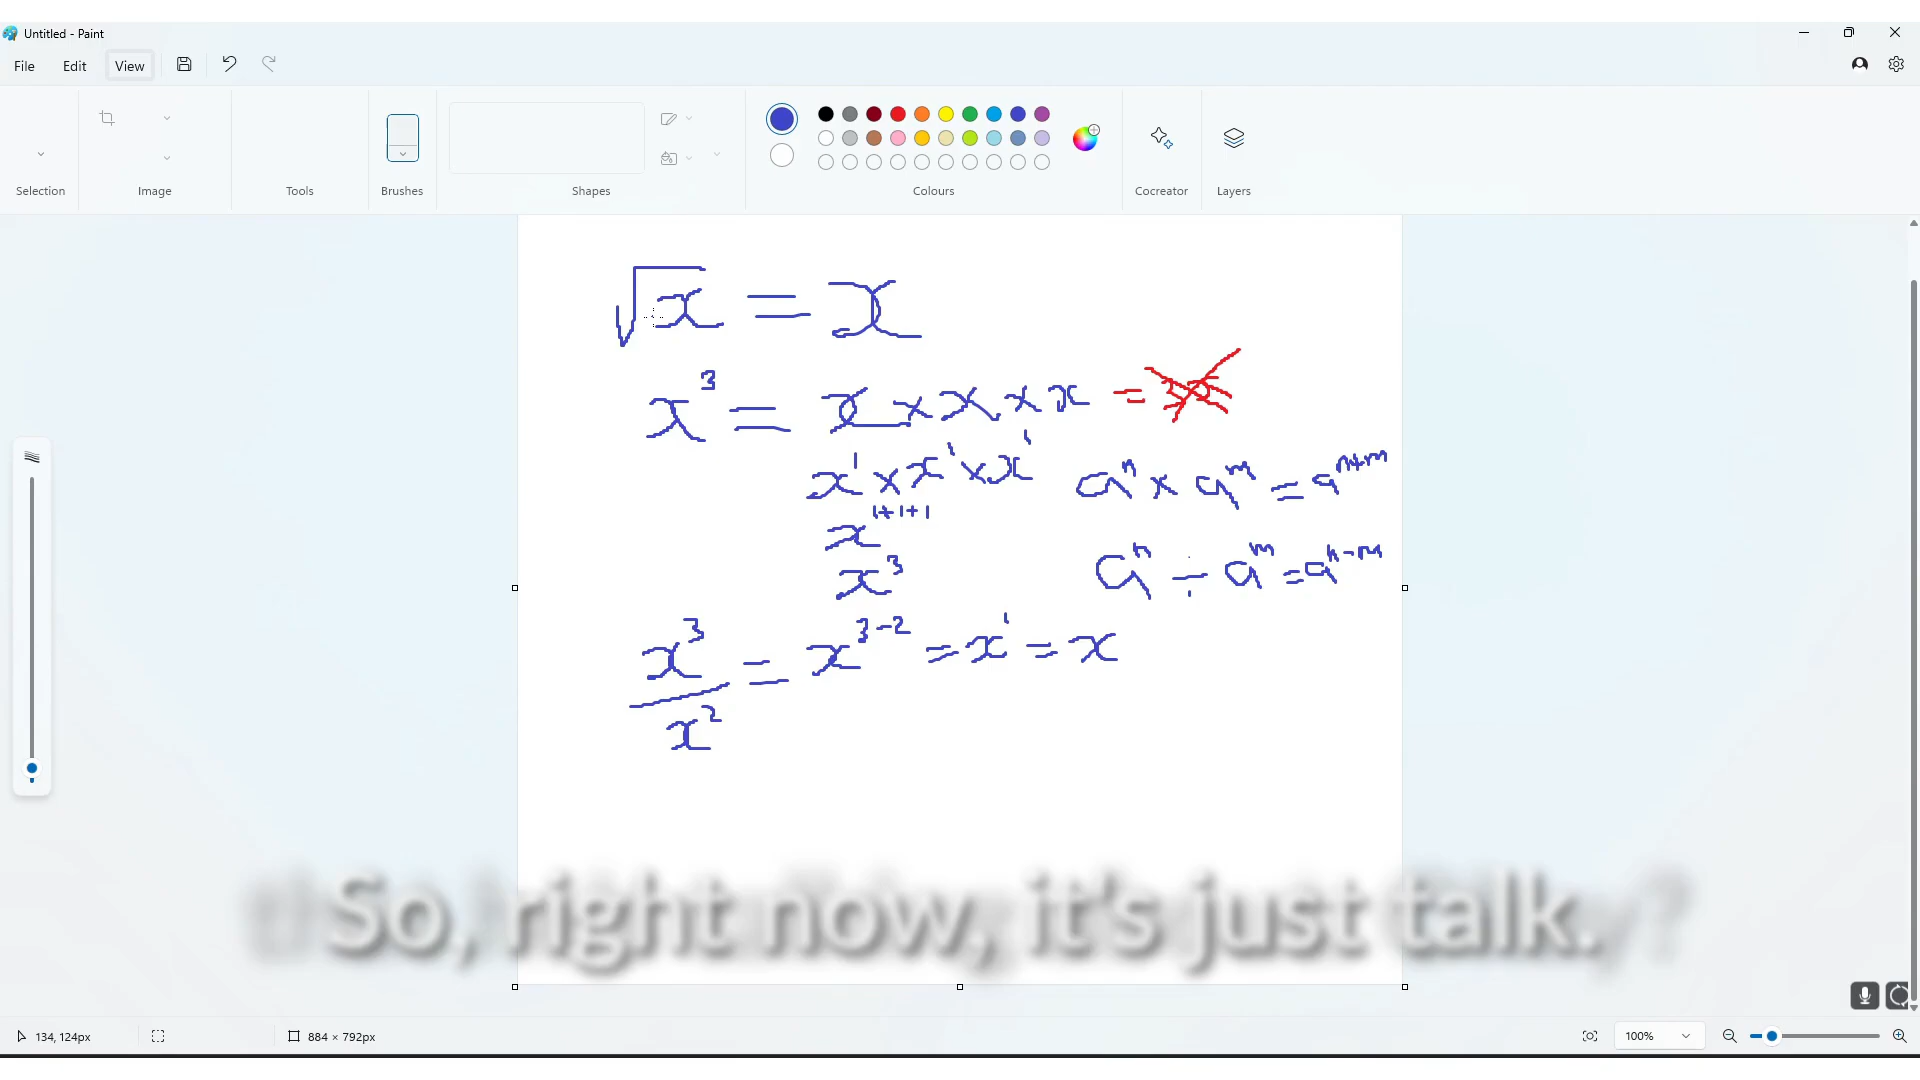 Untitled - Paint
File Edit View
Selection Image Tools Brushes Shapes Colours Cocreator Layers
√x = x
x³ = x × x × x =
x¹ × x¹ × x¹
aⁿ × aᵐ = aⁿ⁺ᵐ
x¹⁺¹⁺¹
x³
aⁿ ÷ aᵐ = aⁿ⁻ᵐ
x³/x² = x³⁻² = x¹ = x
So, right now, it's just talk.
134, 124px 884 × 792px 100%